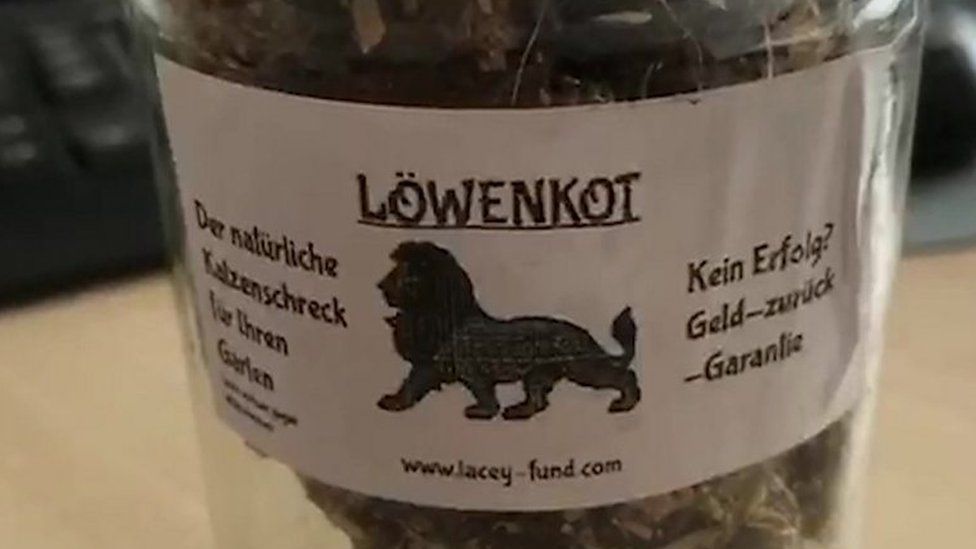 LÖWENKOT
Der natürliche
Katzenschreck
für Ihren
Garten
Kein Erfolg?
Geld-zurück
-Garantie
www.lacey-fund.com